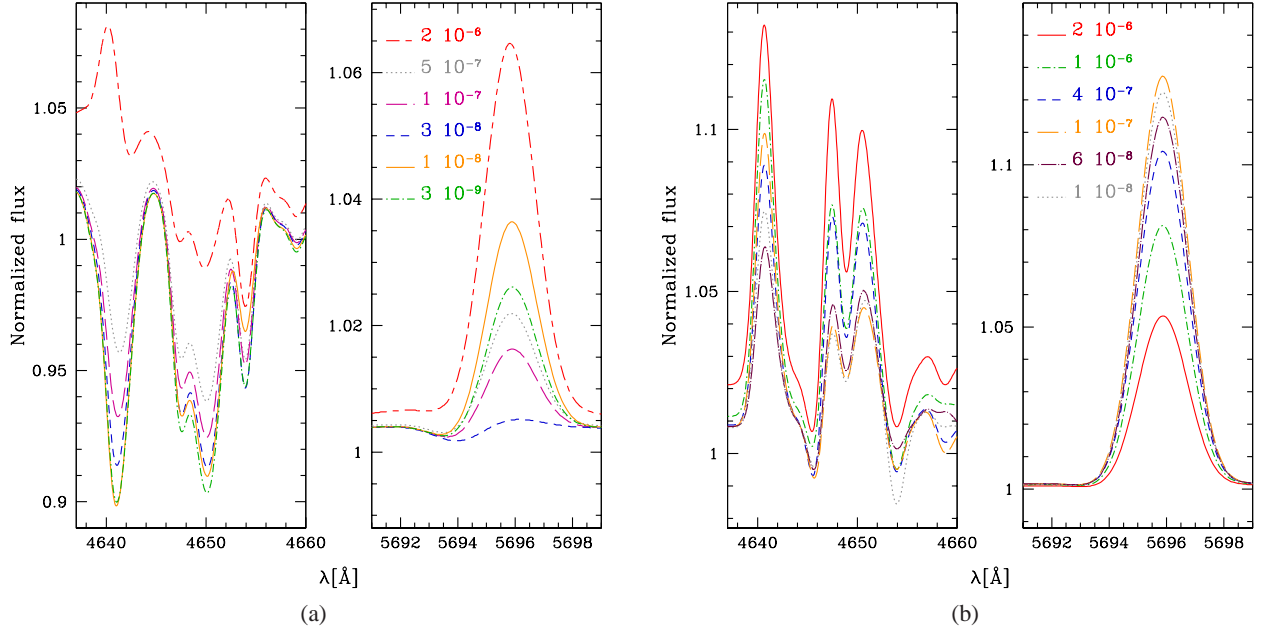 2 10⁻⁶
5 10⁻⁷
1 10⁻⁷
3 10⁻⁸
1 10⁻⁸
3 10⁻⁹
Normalized flux
1.05
1
0.95
0.9
1.06
1.04
1.02
1
4640 4650 4660
5692 5694 5696 5698
λ[Å]
(a)
2 10⁻⁶
1 10⁻⁶
4 10⁻⁷
1 10⁻⁷
6 10⁻⁸
1 10⁻⁸
Normalized flux
1.1
1.05
1
1.1
1.05
1
4640 4650 4660
5692 5694 5696 5698
λ[Å]
(b)